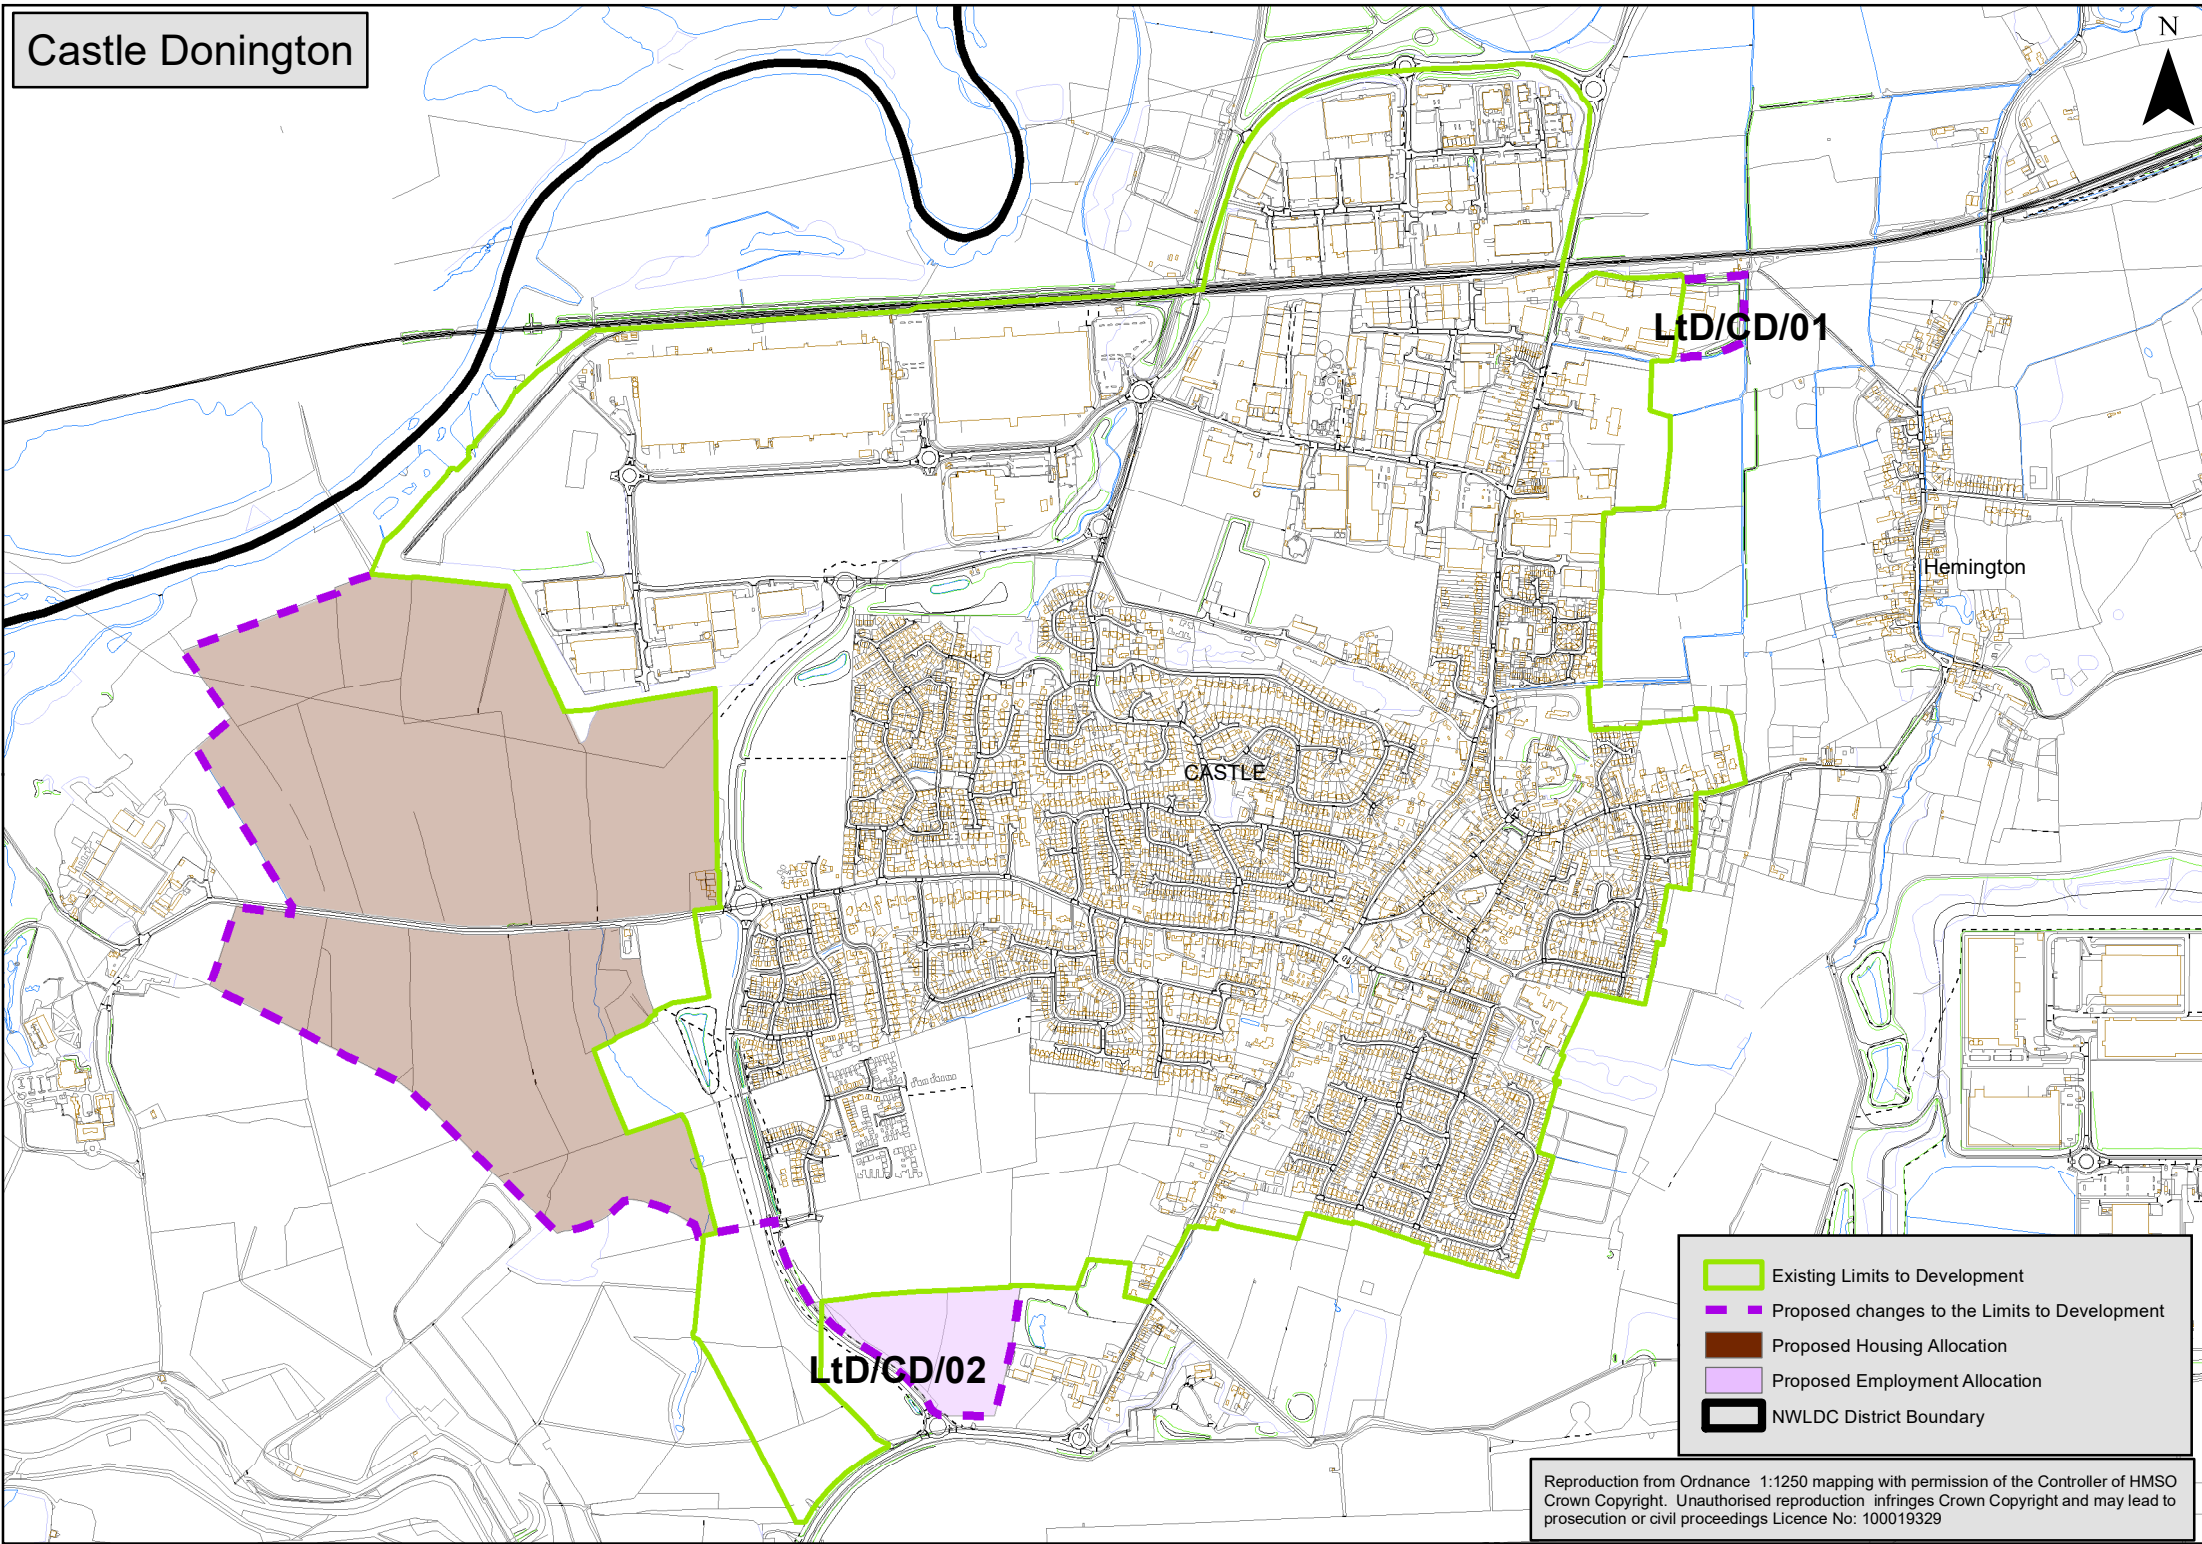 Castle Donington
N
LtD/CD/01
Hemington
CASTLE
LtD/CD/02
Existing Limits to Development
Proposed changes to the Limits to Development
Proposed Housing Allocation
Proposed Employment Allocation
NWLDC District Boundary
Reproduction from Ordnance 1:1250 mapping with permission of the Controller of HMSO
Crown Copyright. Unauthorised reproduction infringes Crown Copyright and may lead to
prosecution or civil proceedings Licence No: 100019329